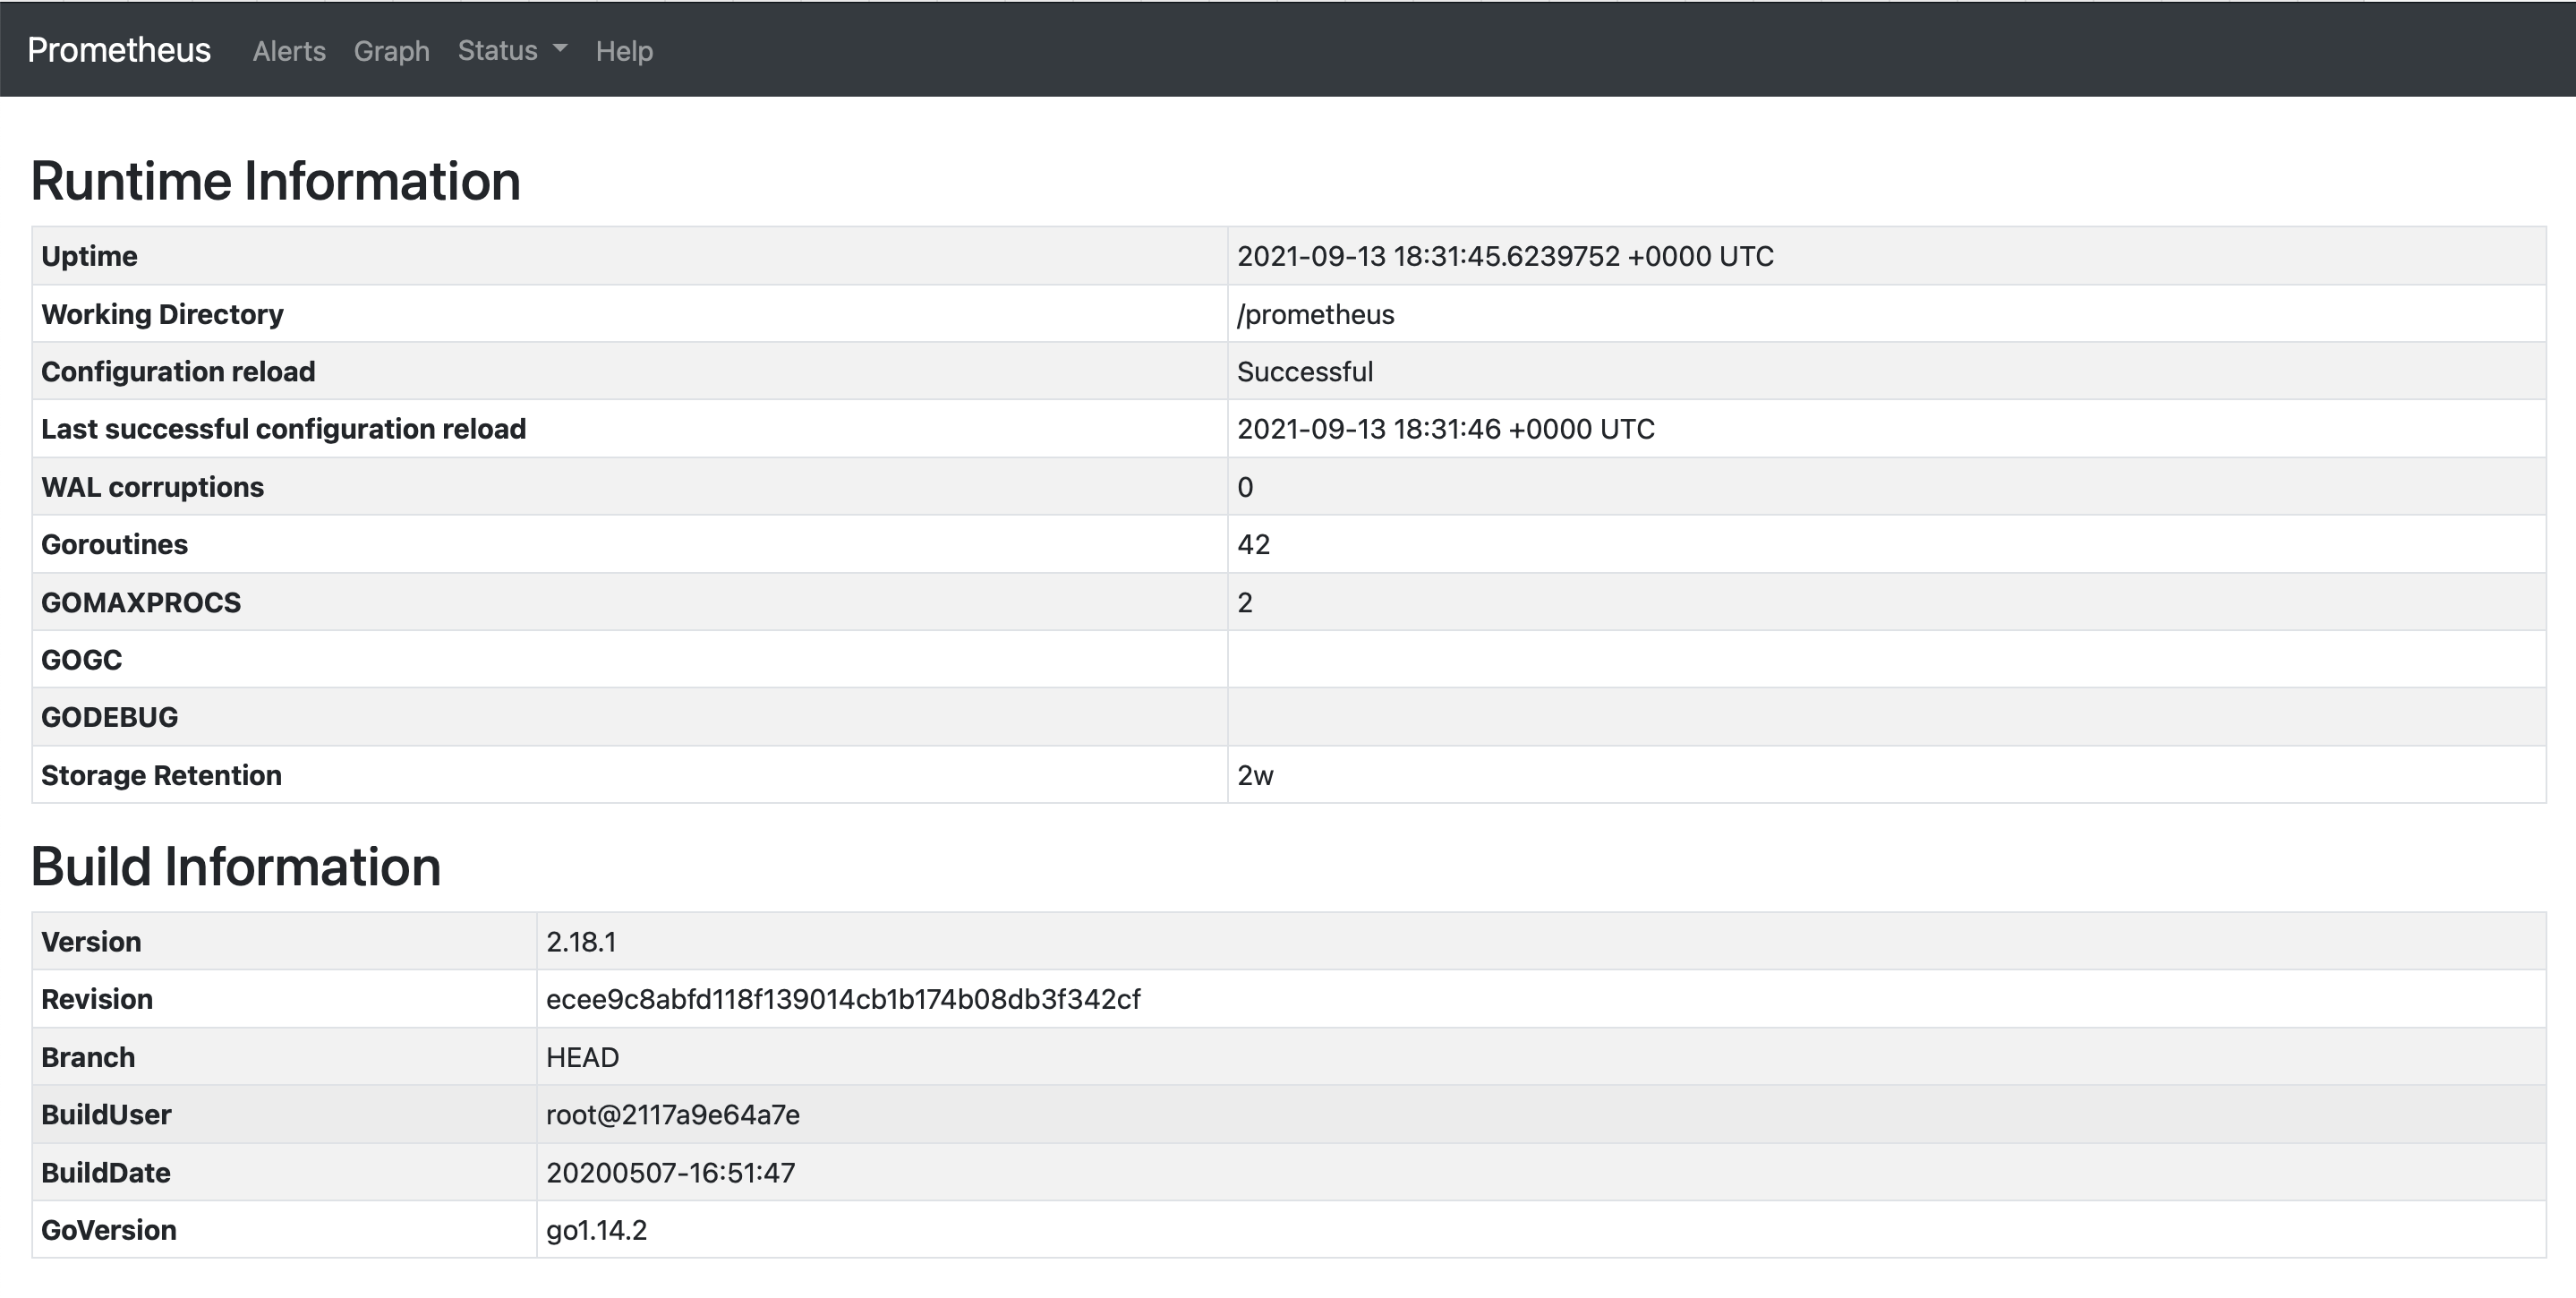 Prometheus Alerts Graph Status Help
Runtime Information
Uptime 2021-09-13 18:31:45.6239752 +0000 UTC
Working Directory /prometheus
Configuration reload Successful
Last successful configuration reload 2021-09-13 18:31:46 +0000 UTC
WAL corruptions 0
Goroutines 42
GOMAXPROCS 2
GOGC
GODEBUG
Storage Retention 2w
Build Information
Version 2.18.1
Revision ecee9c8abfd118f139014cb1b174b08db3f342cf
Branch HEAD
BuildUser root@2117a9e64a7e
BuildDate 20200507-16:51:47
GoVersion go1.14.2